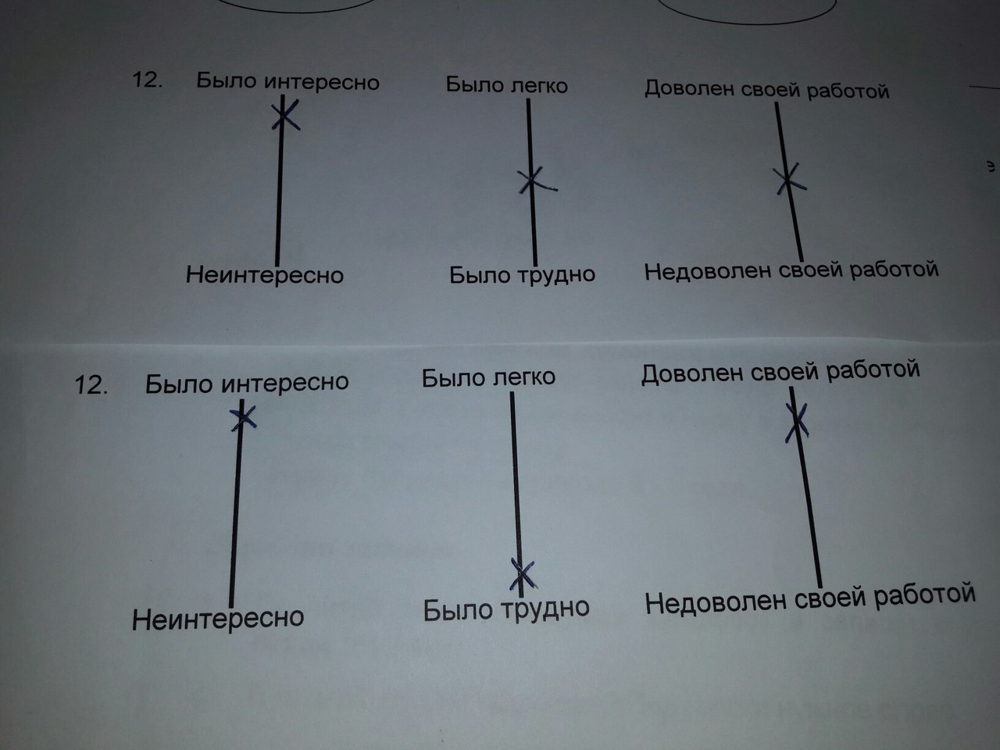 12. Было интересно Было легко Доволен своей работой
Неинтересно Было трудно Недоволен своей работой
12. Было интересно Было легко Доволен своей работой
Неинтересно Было трудно Недоволен своей работой